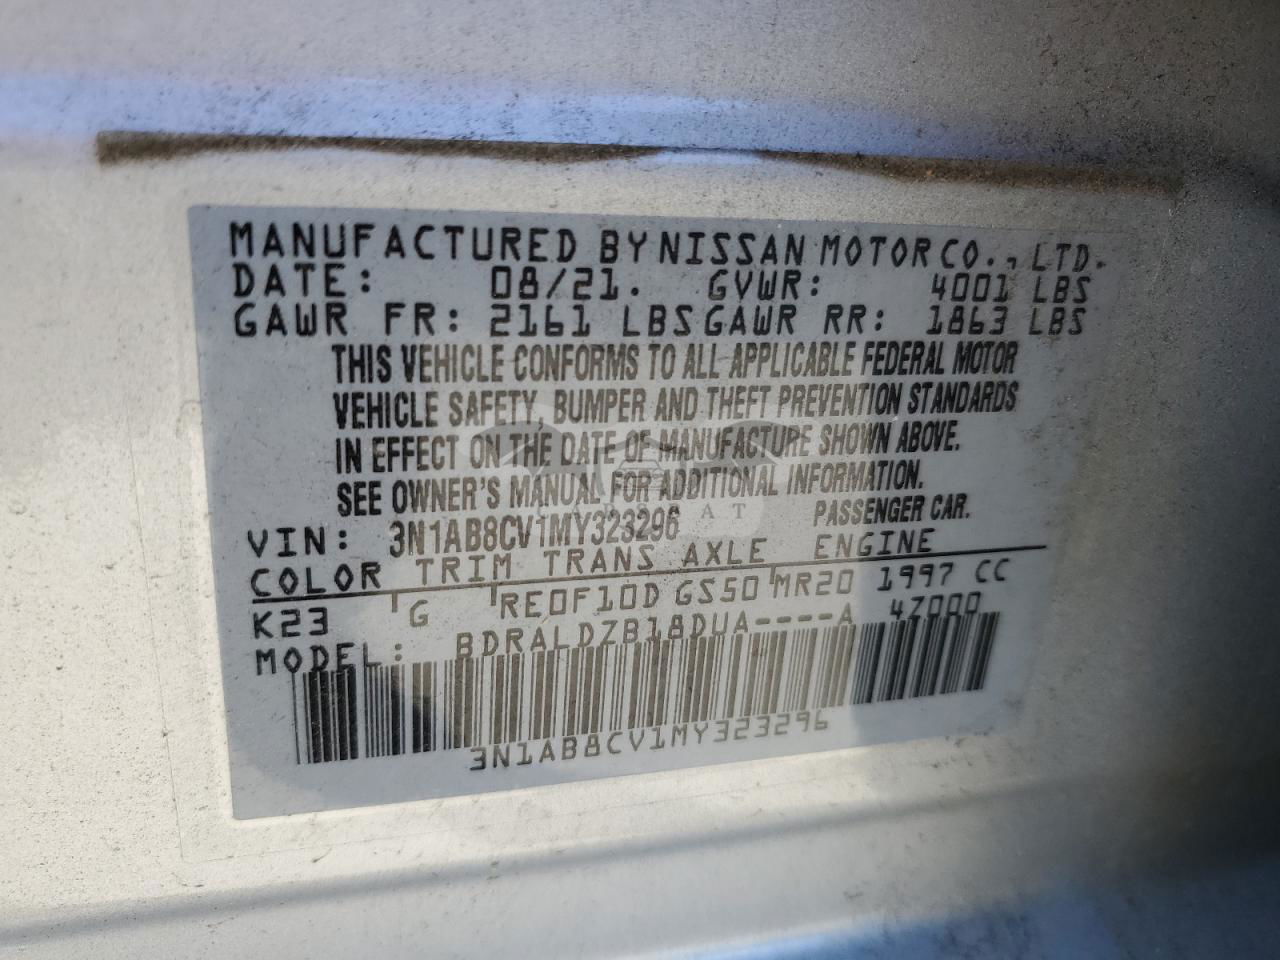 MANUFACTURED BY NISSAN MOTOR CO., LTD.
DATE: 08/21. GVWR: 4001 LBS
GAWR FR: 2161 LBS GAWR RR: 1863 LBS
THIS VEHICLE CONFORMS TO ALL APPLICABLE FEDERAL MOTOR
VEHICLE SAFETY, BUMPER AND THEFT PREVENTION STANDARDS
IN EFFECT ON THE DATE OF MANUFACTURE SHOWN ABOVE.
SEE OWNER'S MANUAL FOR ADDITIONAL INFORMATION.
VIN: 3N1AB8CV1MY323296 PASSENGER CAR.
COLOR TRIM TRANS AXLE ENGINE
K23 G RE0F10D GS50 MR20 1997 CC
MODEL: BDRALDZB18DUA----A 4Z000
3N1AB8CV1MY323296